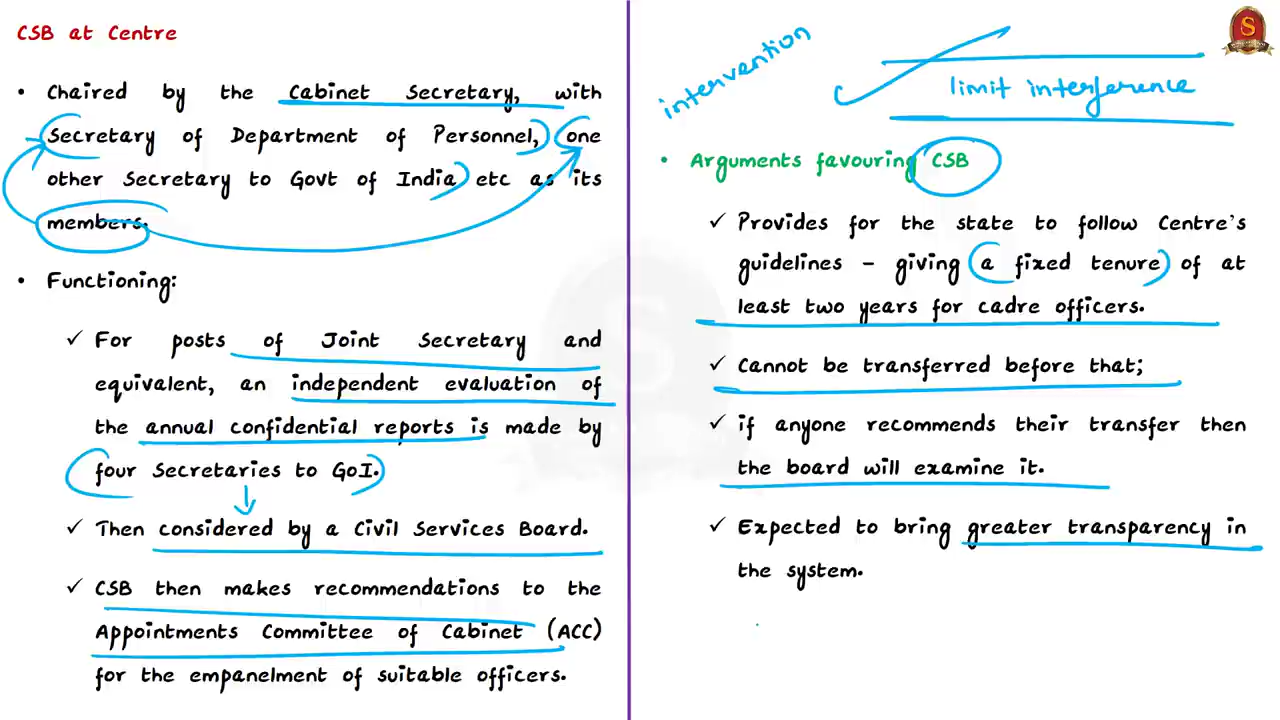 CSB at Centre
• Chaired by the Cabinet Secretary, with
Secretary of Department of Personnel, one
other Secretary to Govt of India etc as its
members.
• Functioning:
✓ For posts of Joint Secretary and
equivalent, an independent evaluation of
the annual confidential reports is made by
four Secretaries to GoI.
✓ Then considered by a Civil Services Board.
✓ CSB then makes recommendations to the
Appointments Committee of Cabinet (ACC)
for the empanelment of suitable officers.
intervention
limit interference
• Arguments favouring CSB
✓ Provides for the state to follow Centre's
guidelines – giving a fixed tenure of at
least two years for cadre officers.
✓ Cannot be transferred before that;
✓ if anyone recommends their transfer then
the board will examine it.
✓ Expected to bring greater transparency in
the system.
S